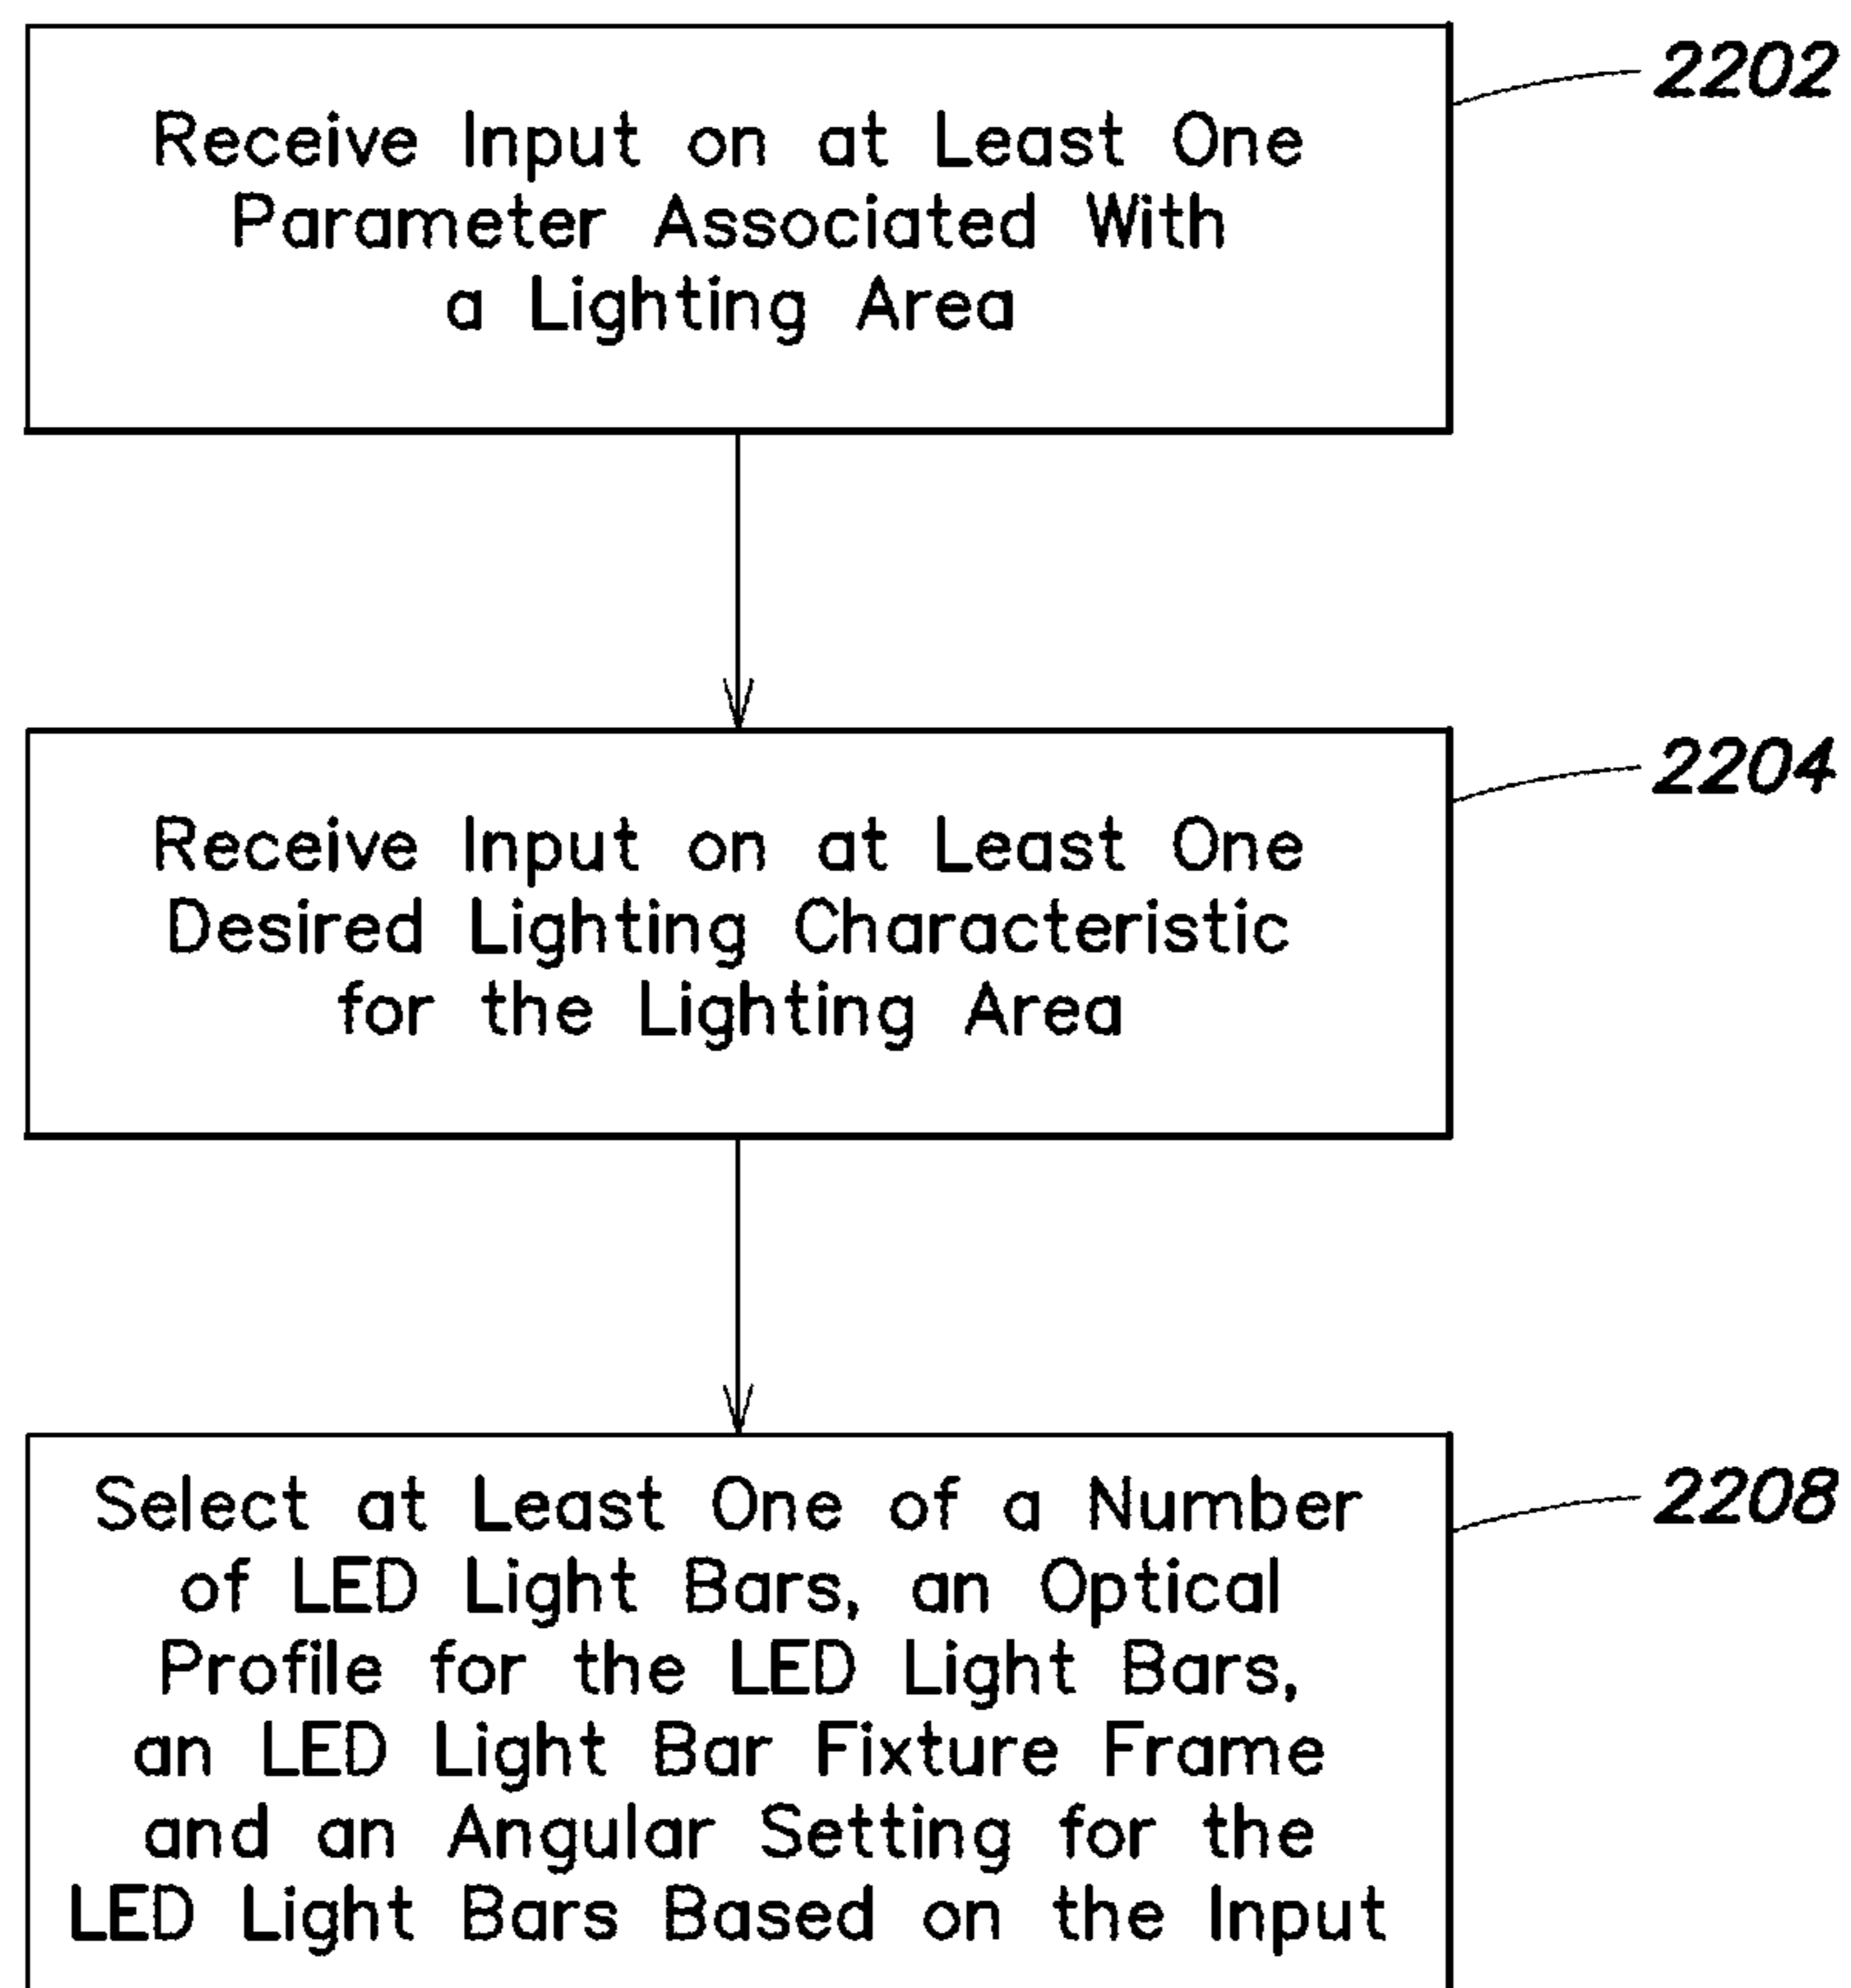 2202
Receive Input on at Least One
Parameter Associated With
a Lighting Area
2204
Receive Input on at Least One
Desired Lighting Characteristic
for the Lighting Area
2208
Select at Least One of a Number
of LED Light Bars, an Optical
Profile for the LED Light Bars,
an LED Light Bar Fixture Frame
and an Angular Setting for the
LED Light Bars Based on the Input